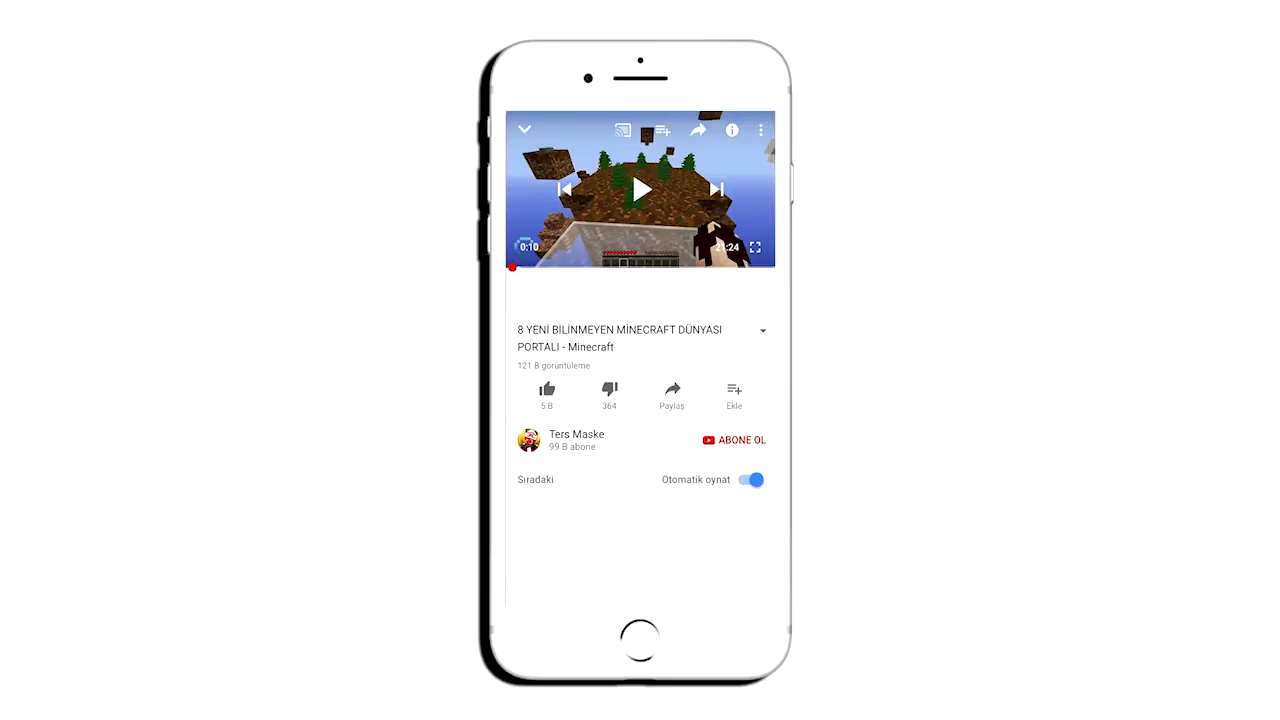 0:10
21:24
8 YENİ BİLİNMEYEN MİNECRAFT DÜNYASI
PORTALI - Minecraft
121 B görüntüleme
5 B
364
Paylaş
Ekle
Ters Maske
99 B abone
ABONE OL
Sıradaki
Otomatik oynat